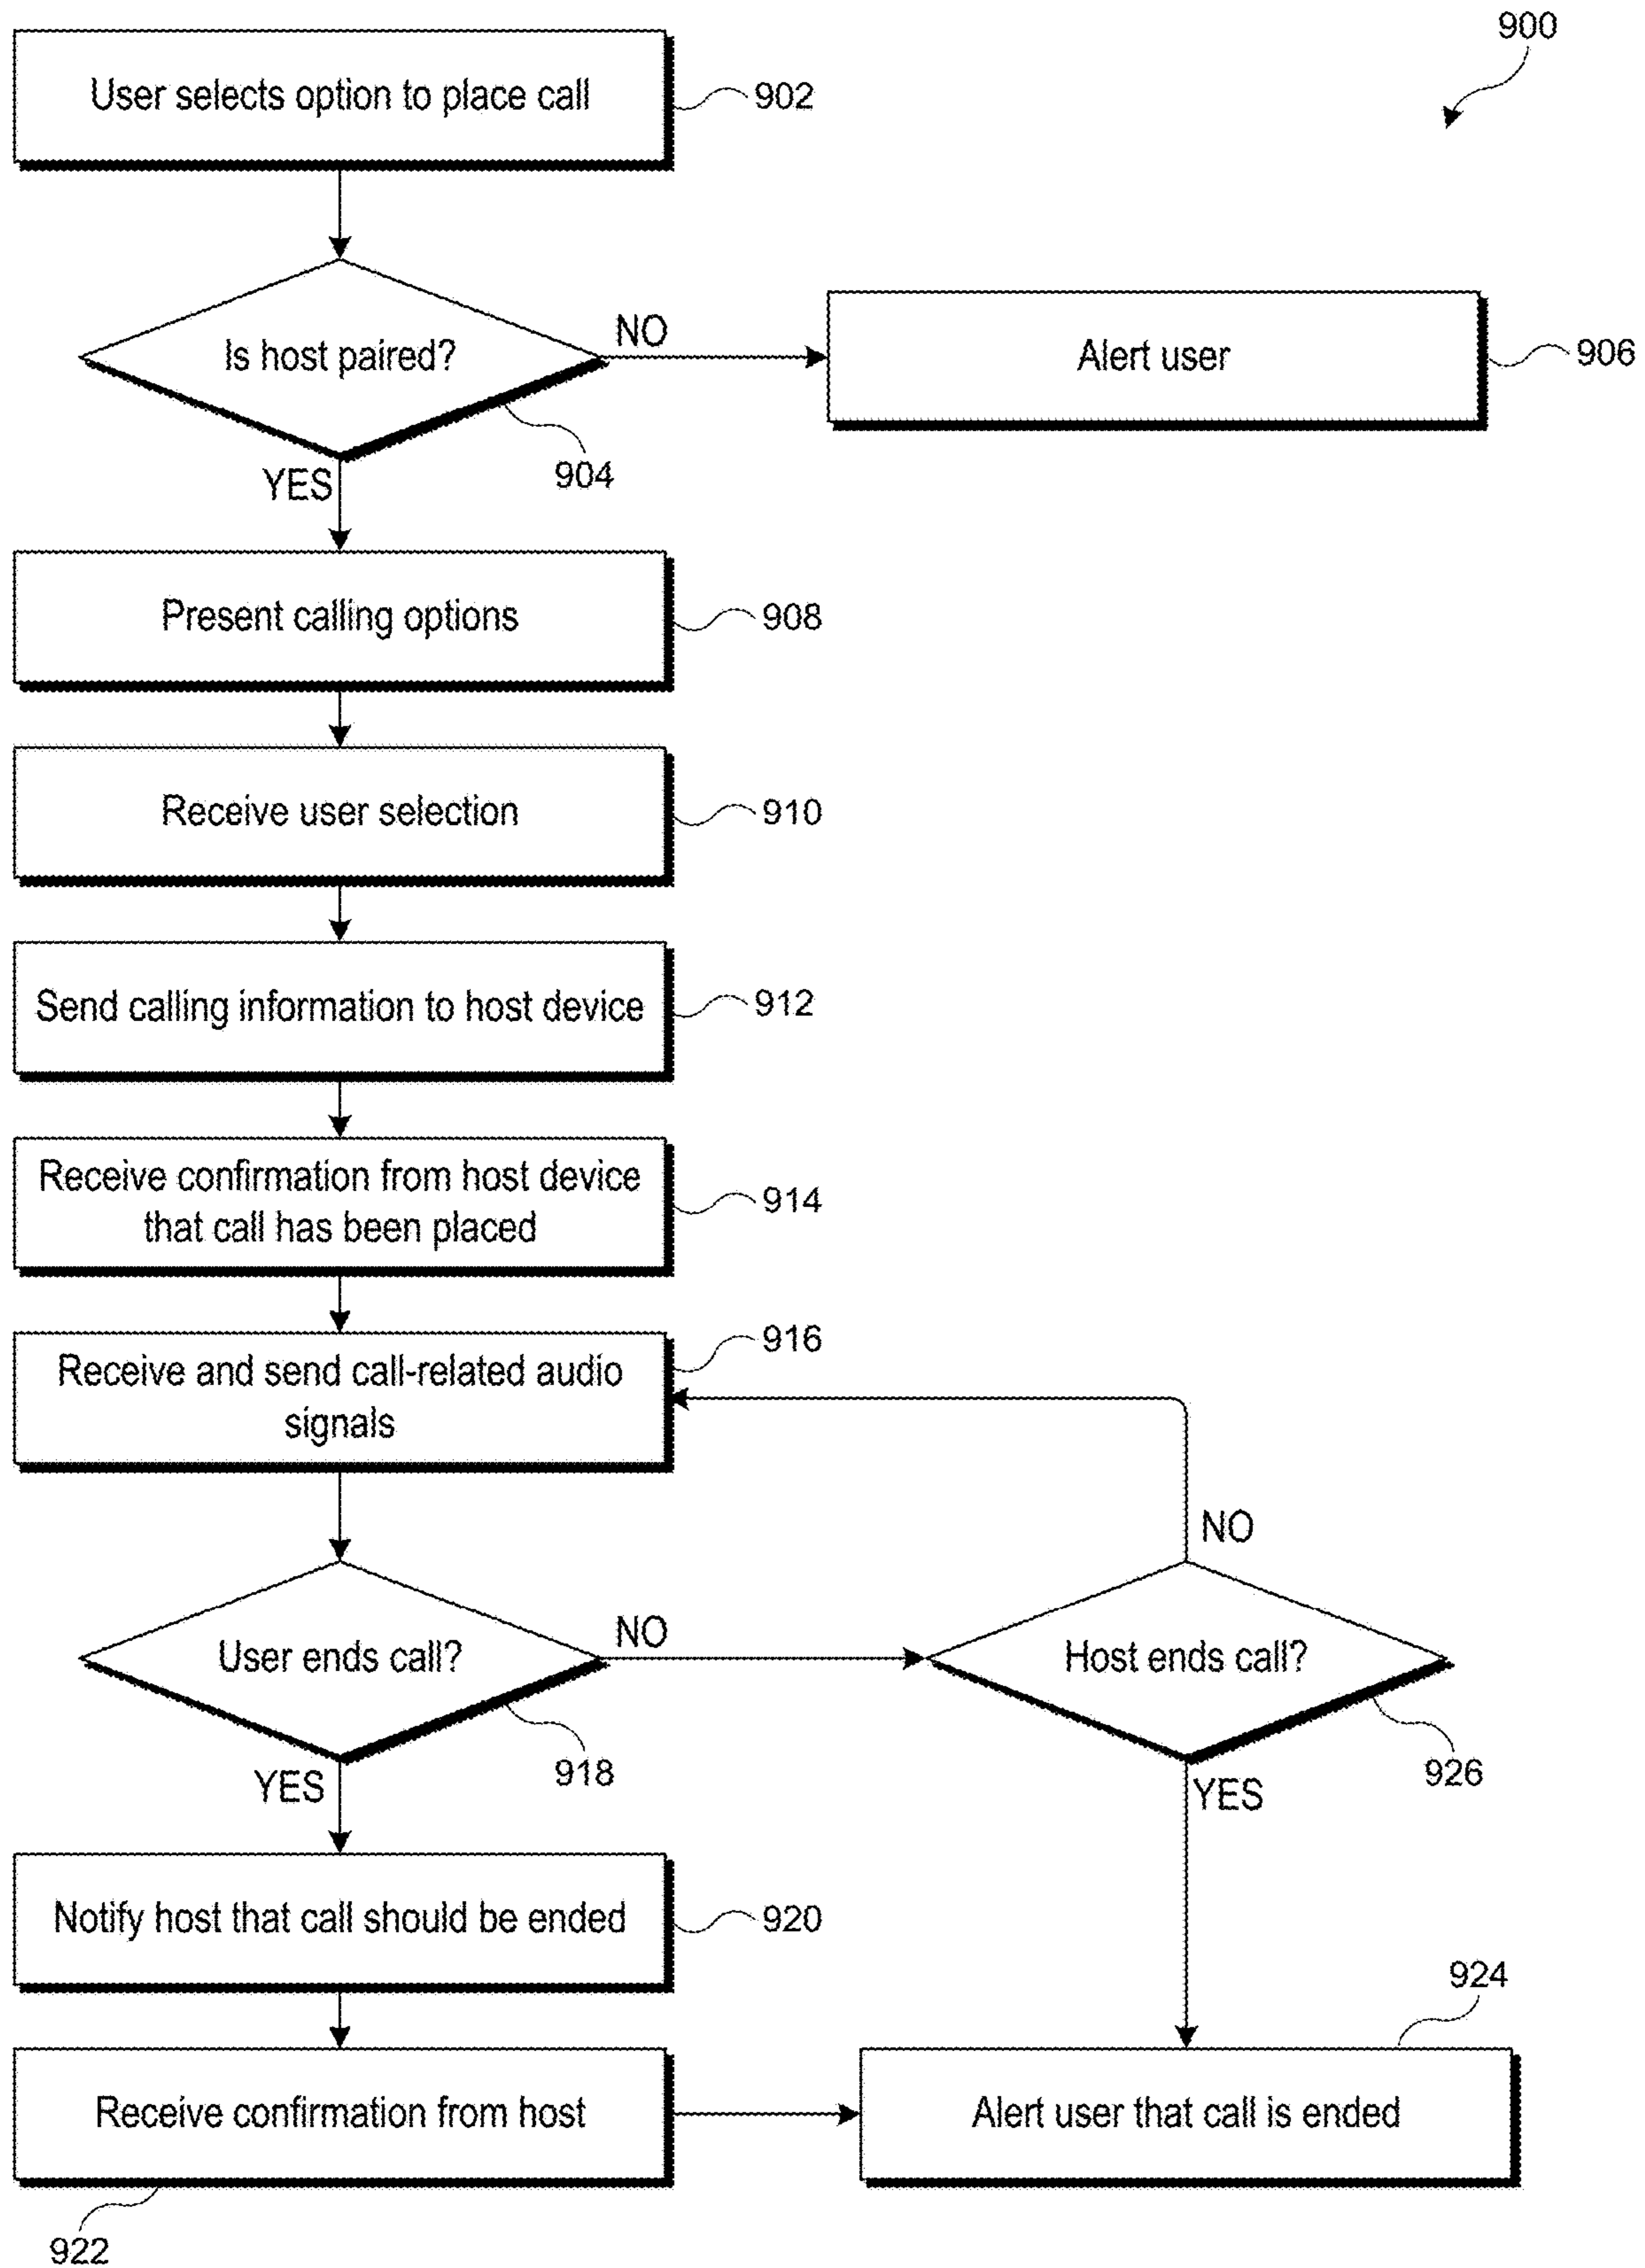 900
User selects option to place call
902
Is host paired?
NO
Alert user
906
904
YES
Present calling options
908
Receive user selection
910
Send calling information to host device
912
Receive confirmation from host device
that call has been placed
914
Receive and send call-related audio
signals
916
NO
User ends call?
NO
Host ends call?
918
926
YES
YES
Notify host that call should be ended
920
924
Receive confirmation from host
Alert user that call is ended
922